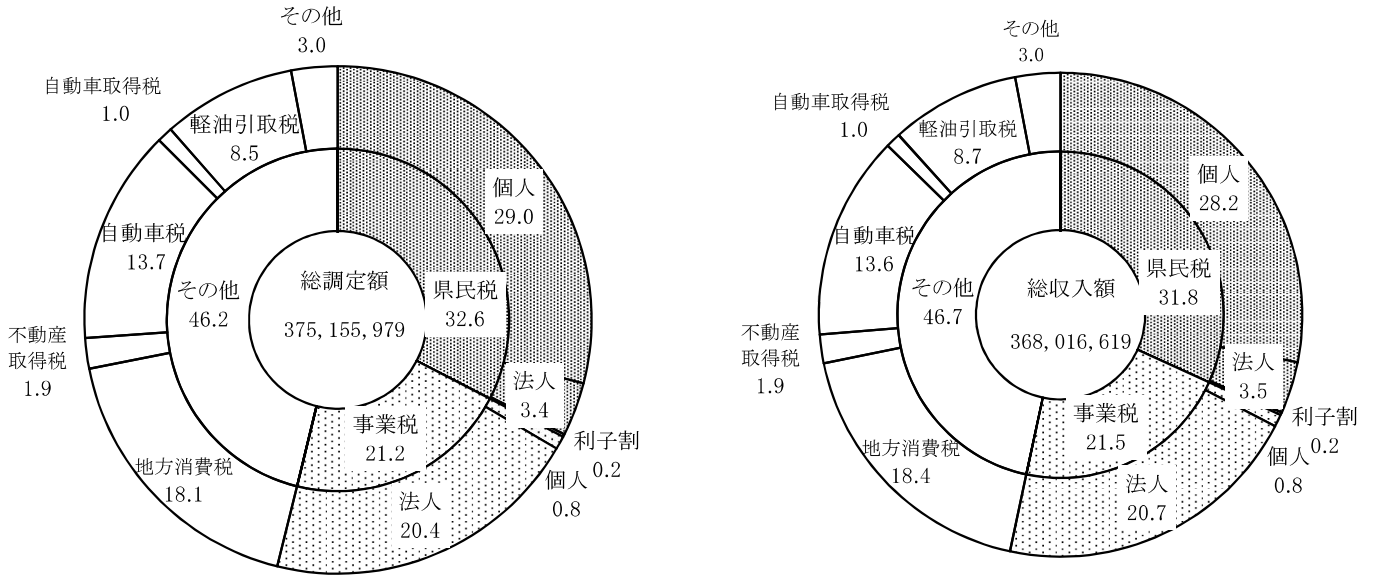 その他
3.0
自動車取得税
1.0
軽油引取税
8.5
個人
29.0
自動車税
13.7
その他
46.2
総調定額
375,155,979
県民税
32.6
不動産
取得税
1.9
法人
3.4
事業税
21.2
利子割
0.2
個人
0.8
地方消費税
18.1
法人
20.4
その他
3.0
自動車取得税
1.0
軽油引取税
8.7
個人
28.2
自動車税
13.6
その他
46.7
総収入額
368,016,619
県民税
31.8
不動産
取得税
1.9
法人
3.5
事業税
21.5
利子割
0.2
個人
0.8
地方消費税
18.4
法人
20.7